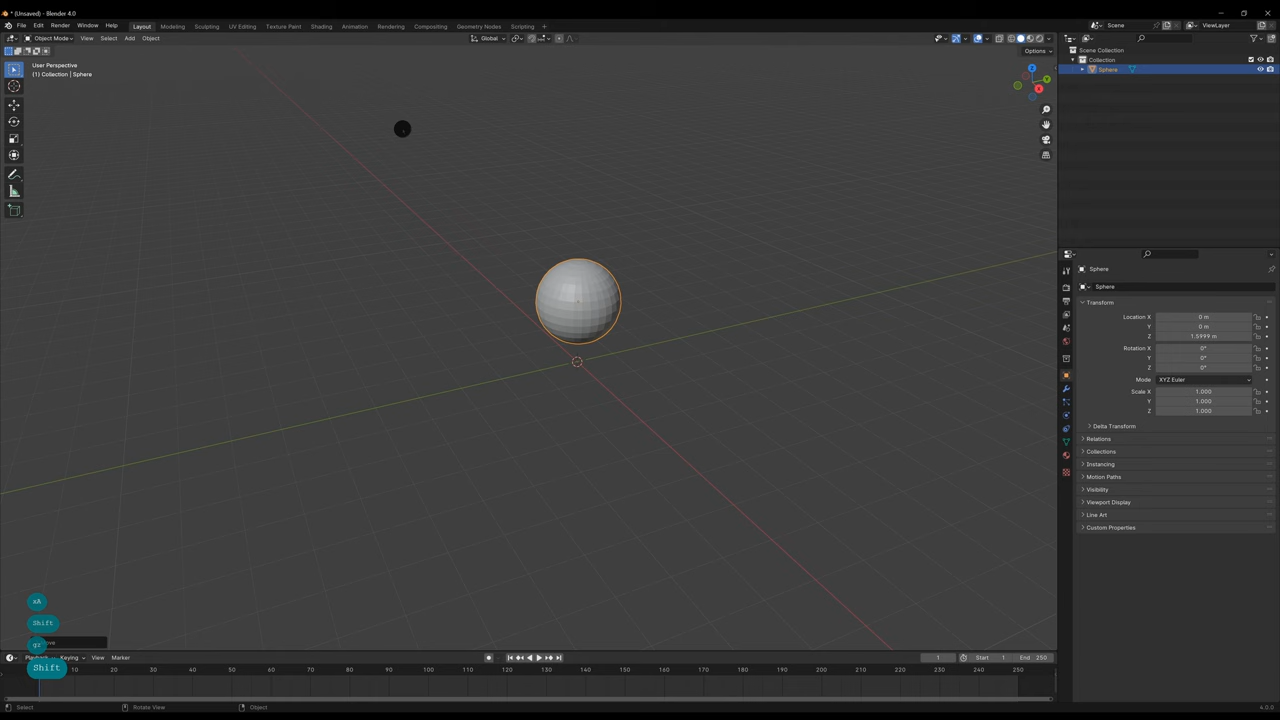 * (Unsaved) - Blender 4.0
File Edit Render Window Help Layout Modeling Sculpting UV Editing Texture Paint Shading Animation Rendering Compositing Geometry Nodes Scripting + Scene ViewLayer
Object Mode View Select Add Object Global
Options
User Perspective
(1) Collection | Sphere
Z
Y
X
Scene Collection
Collection
Sphere
Sphere
Sphere
Transform
Location X 0 m
Y 0 m
Z 1.5999 m
Rotation X 0°
Y 0°
Z 0°
Mode XYZ Euler
Scale X 1.000
Y 1.000
Z 1.000
Delta Transform
Relations
Collections
Instancing
Motion Paths
Visibility
Viewport Display
Line Art
Custom Properties
xA
Shift
gz
Shift
Playback Keying View Marker 1 Start 1 End 250
10 20 30 40 50 60 70 80 90 100 110 120 130 140 150 160 170 180 190 200 210 220 230 240 250
Select Rotate View Object 4.0.0